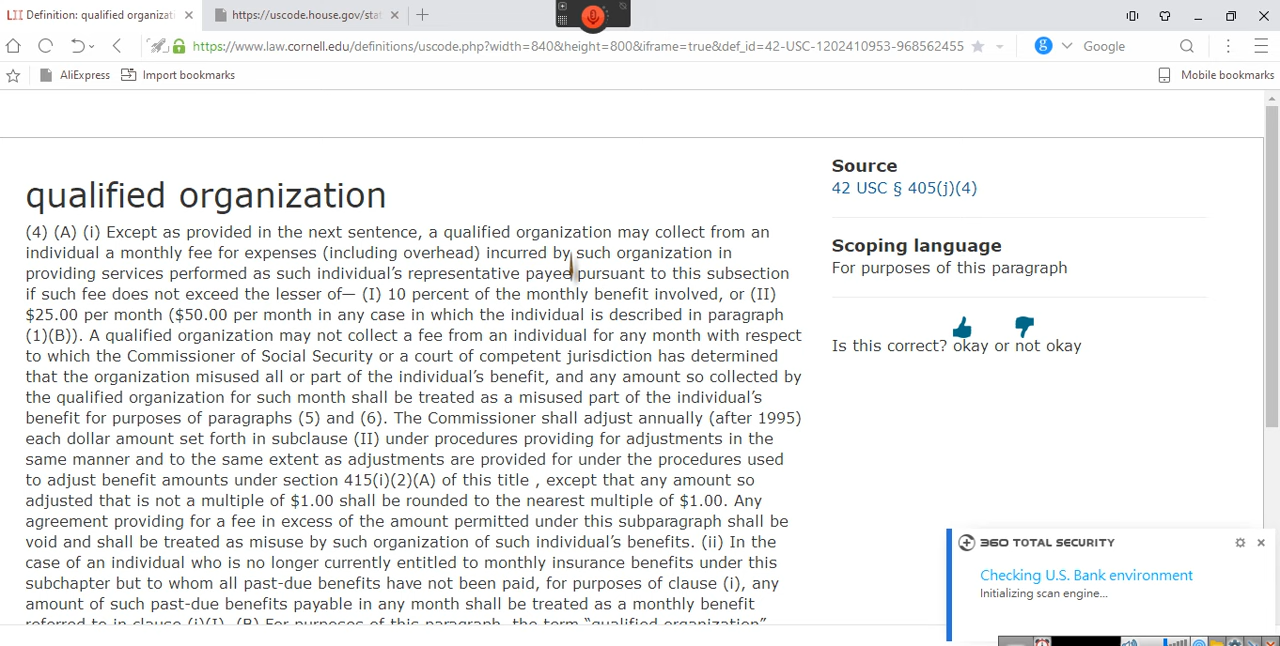 Definition: qualified organizati
https://uscode.house.gov/stat
https://www.law.cornell.edu/definitions/uscode.php?width=840&height=800&iframe=true&def_id=42-USC-1202410953-968562455
Google
AliExpress
Import bookmarks
Mobile bookmarks
qualified organization
(4) (A) (i) Except as provided in the next sentence, a qualified organization may collect from an
individual a monthly fee for expenses (including overhead) incurred by such organization in
providing services performed as such individual’s representative payee pursuant to this subsection
if such fee does not exceed the lesser of— (I) 10 percent of the monthly benefit involved, or (II)
$25.00 per month ($50.00 per month in any case in which the individual is described in paragraph
(1)(B)). A qualified organization may not collect a fee from an individual for any month with respect
to which the Commissioner of Social Security or a court of competent jurisdiction has determined
that the organization misused all or part of the individual’s benefit, and any amount so collected by
the qualified organization for such month shall be treated as a misused part of the individual’s
benefit for purposes of paragraphs (5) and (6). The Commissioner shall adjust annually (after 1995)
each dollar amount set forth in subclause (II) under procedures providing for adjustments in the
same manner and to the same extent as adjustments are provided for under the procedures used
to adjust benefit amounts under section 415(i)(2)(A) of this title , except that any amount so
adjusted that is not a multiple of $1.00 shall be rounded to the nearest multiple of $1.00. Any
agreement providing for a fee in excess of the amount permitted under this subparagraph shall be
void and shall be treated as misuse by such organization of such individual’s benefits. (ii) In the
case of an individual who is no longer currently entitled to monthly insurance benefits under this
subchapter but to whom all past-due benefits have not been paid, for purposes of clause (i), any
amount of such past-due benefits payable in any month shall be treated as a monthly benefit
referred to in clause (i)(I). (B) For purposes of this paragraph, the term “qualified organization”
Source
42 USC § 405(j)(4)
Scoping language
For purposes of this paragraph
Is this correct? okay or not okay
360 TOTAL SECURITY
Checking U.S. Bank environment
Initializing scan engine...